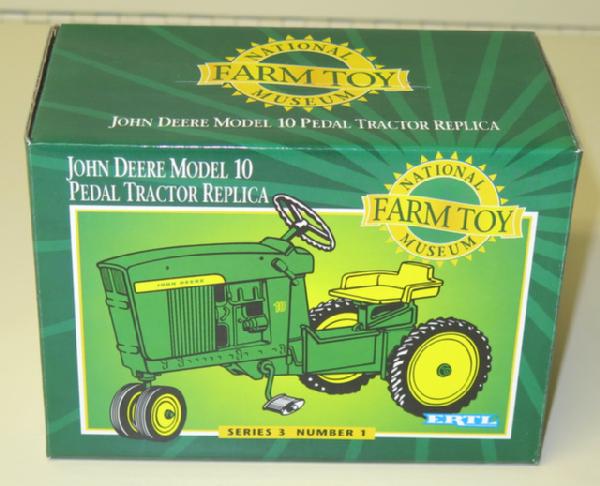 NATIONAL
FARM TOY
MUSEUM
JOHN DEERE MODEL 10 PEDAL TRACTOR REPLICA
JOHN DEERE MODEL 10
PEDAL TRACTOR REPLICA
NATIONAL
FARM TOY
MUSEUM
JOHN DEERE
10
ERTL
SERIES 3 NUMBER 1